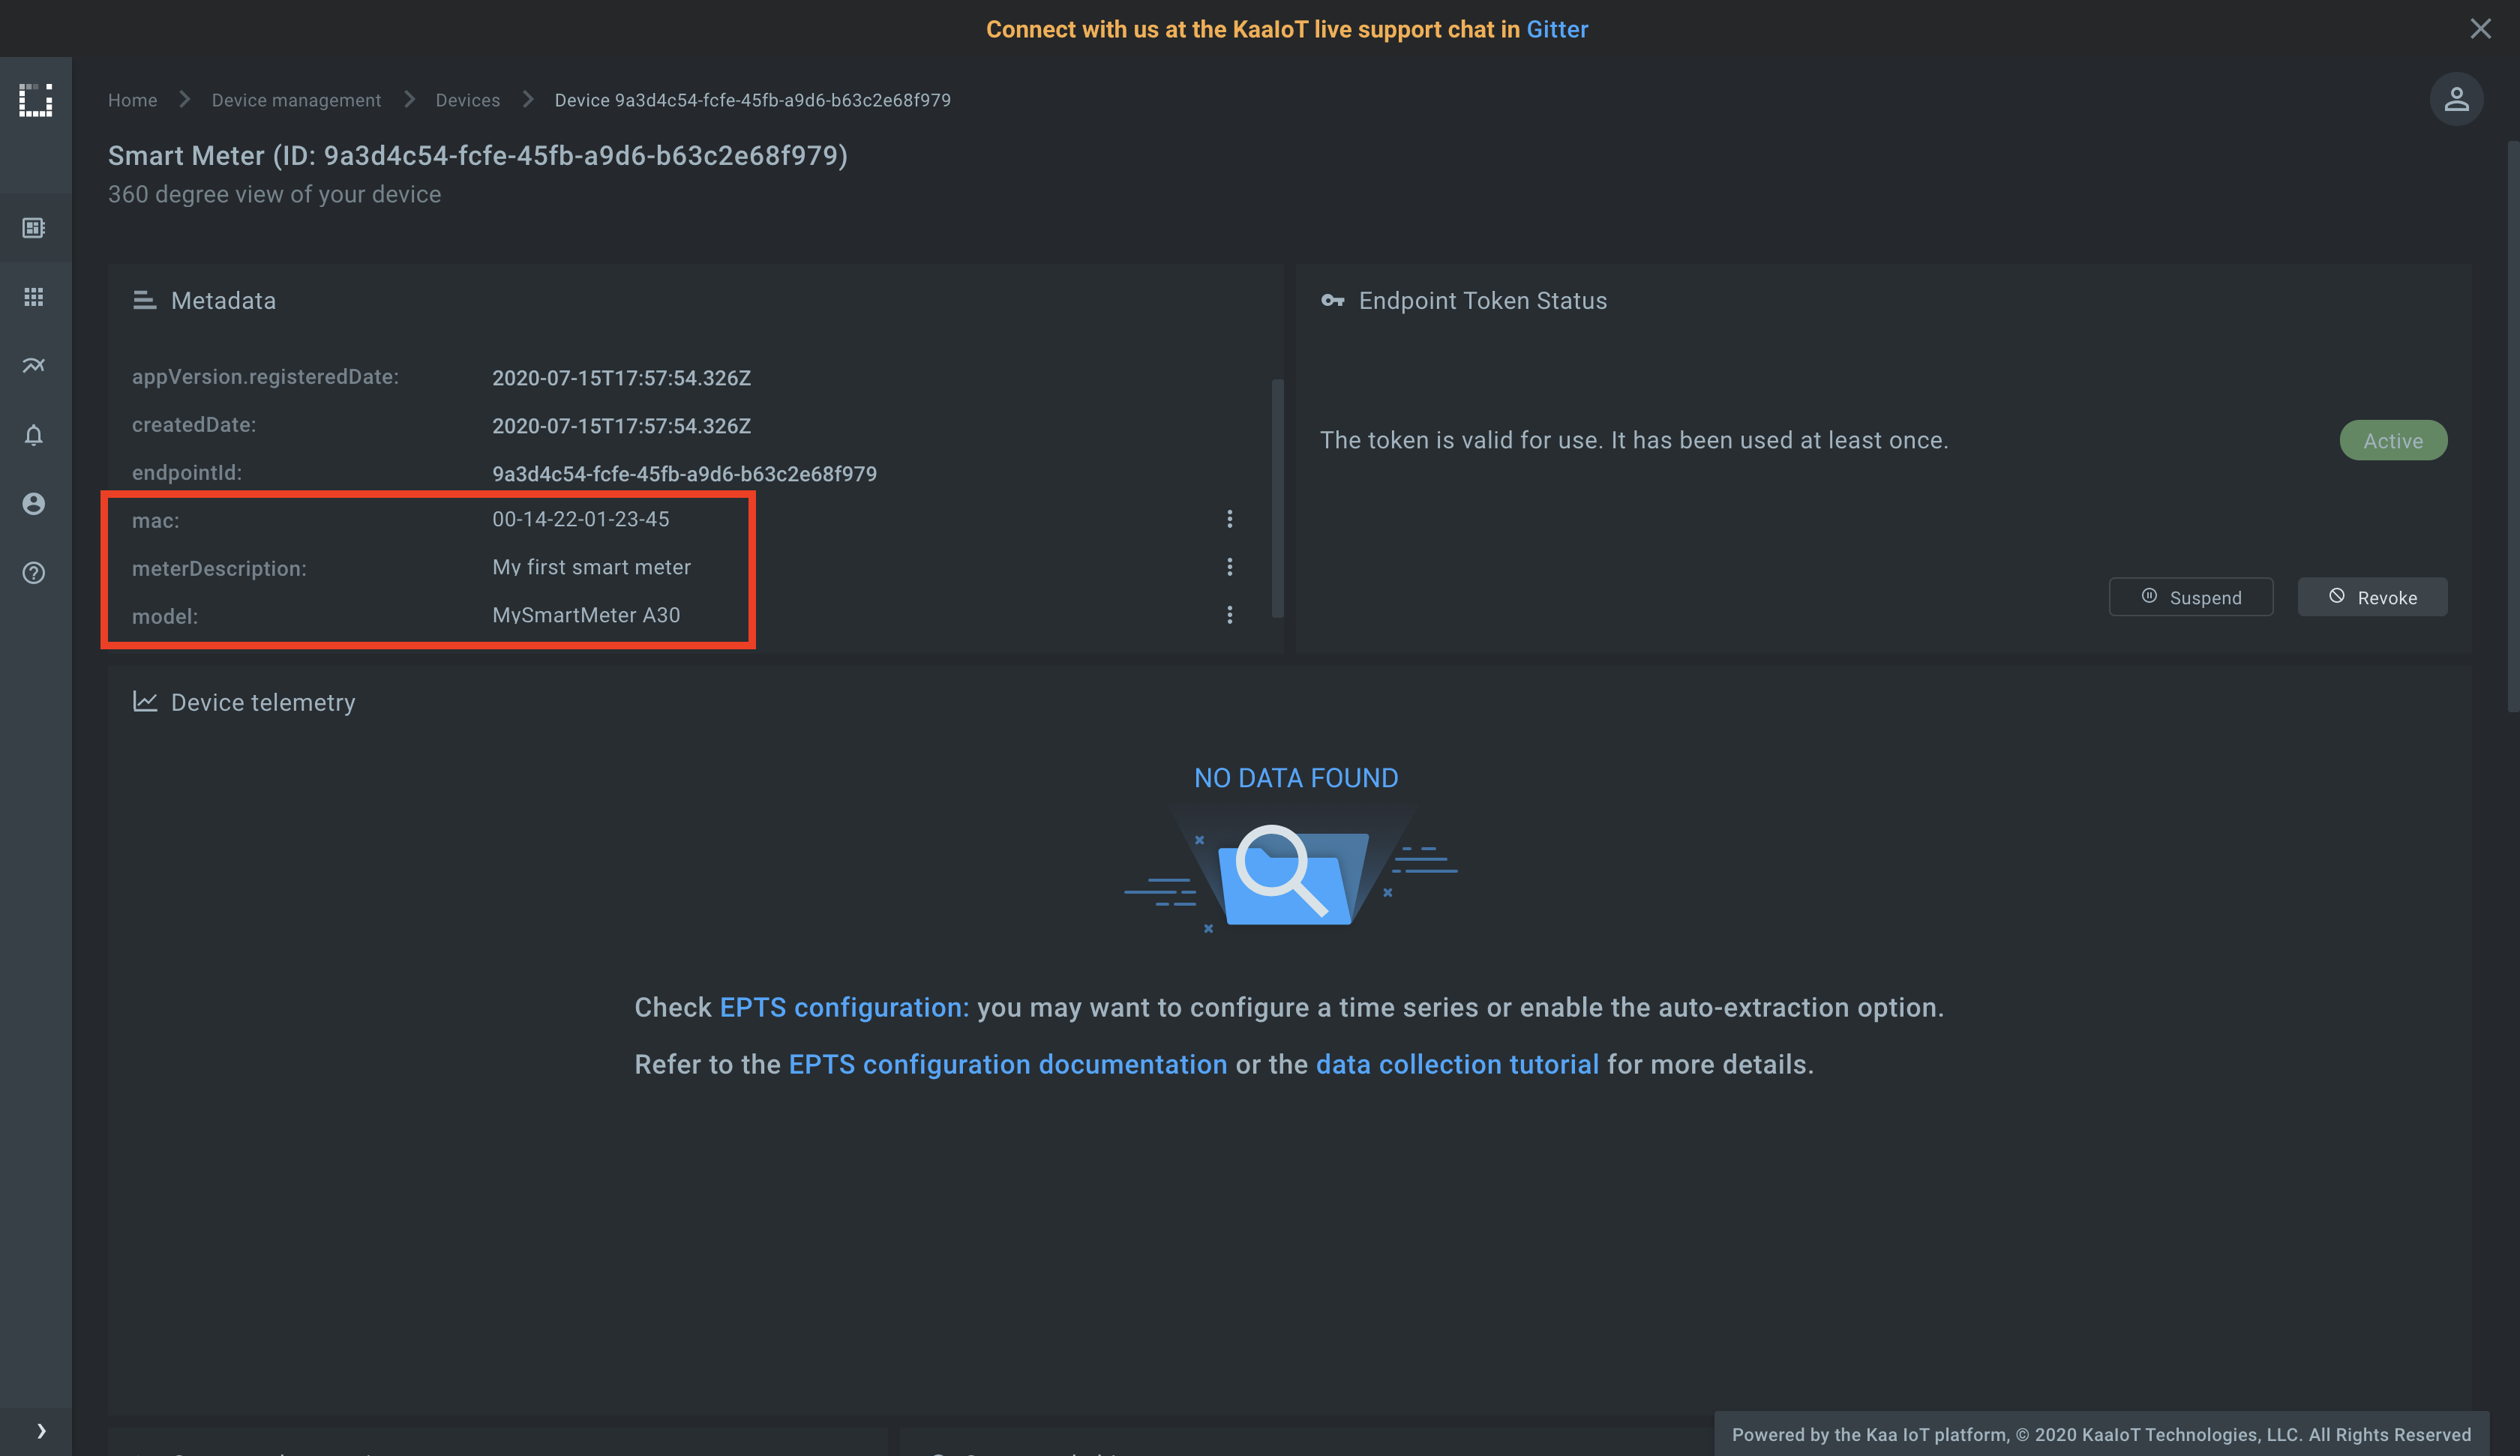 Connect with us at the KaaIoT live support chat in Gitter
Home Device management Devices Device 9a3d4c54-fcfe-45fb-a9d6-b63c2e68f979
Smart Meter (ID: 9a3d4c54-fcfe-45fb-a9d6-b63c2e68f979)
360 degree view of your device
Metadata
appVersion.registeredDate: 2020-07-15T17:57:54.326Z
createdDate: 2020-07-15T17:57:54.326Z
endpointId: 9a3d4c54-fcfe-45fb-a9d6-b63c2e68f979
mac: 00-14-22-01-23-45
meterDescription: My first smart meter
model: MySmartMeter A30
Endpoint Token Status
The token is valid for use. It has been used at least once. Active
Suspend Revoke
Device telemetry
NO DATA FOUND
Check EPTS configuration: you may want to configure a time series or enable the auto-extraction option.
Refer to the EPTS configuration documentation or the data collection tutorial for more details.
Powered by the Kaa IoT platform, © 2020 KaaIoT Technologies, LLC. All Rights Reserved